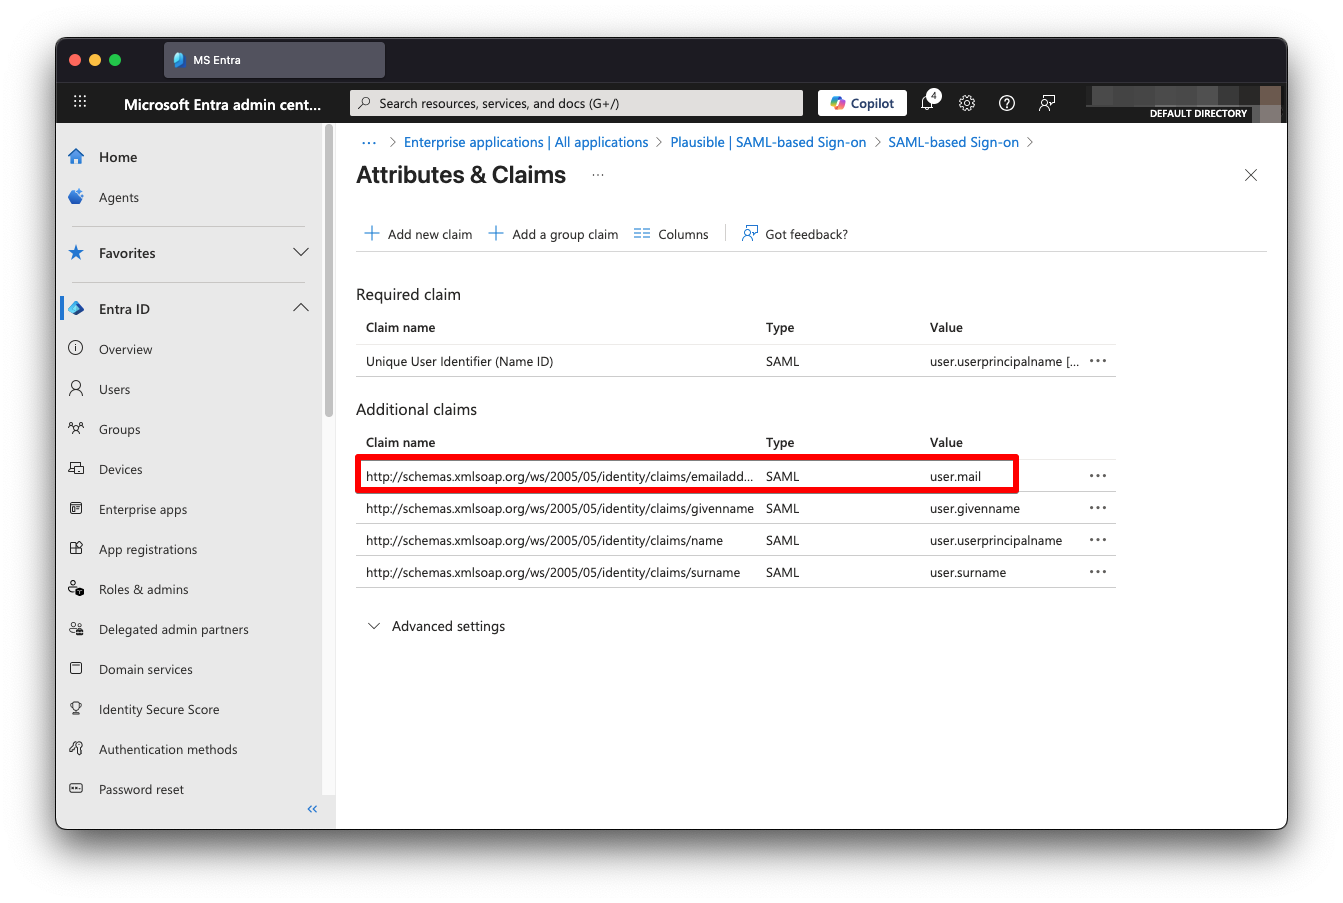 MS Entra
Microsoft Entra admin cent...
Search resources, services, and docs (G+/)
Copilot
4
DEFAULT DIRECTORY
Home
Agents
Favorites
Entra ID
Overview
Users
Groups
Devices
Enterprise apps
App registrations
Roles & admins
Delegated admin partners
Domain services
Identity Secure Score
Authentication methods
Password reset
··· > Enterprise applications | All applications > Plausible | SAML-based Sign-on > SAML-based Sign-on >
Attributes & Claims ···
Add new claim Add a group claim Columns Got feedback?
Required claim
Claim name Type Value
Unique User Identifier (Name ID) SAML user.userprincipalname [... ···
Additional claims
Claim name Type Value
http://schemas.xmlsoap.org/ws/2005/05/identity/claims/emailadd... SAML user.mail ···
http://schemas.xmlsoap.org/ws/2005/05/identity/claims/givenname SAML user.givenname ···
http://schemas.xmlsoap.org/ws/2005/05/identity/claims/name SAML user.userprincipalname ···
http://schemas.xmlsoap.org/ws/2005/05/identity/claims/surname SAML user.surname ···
Advanced settings